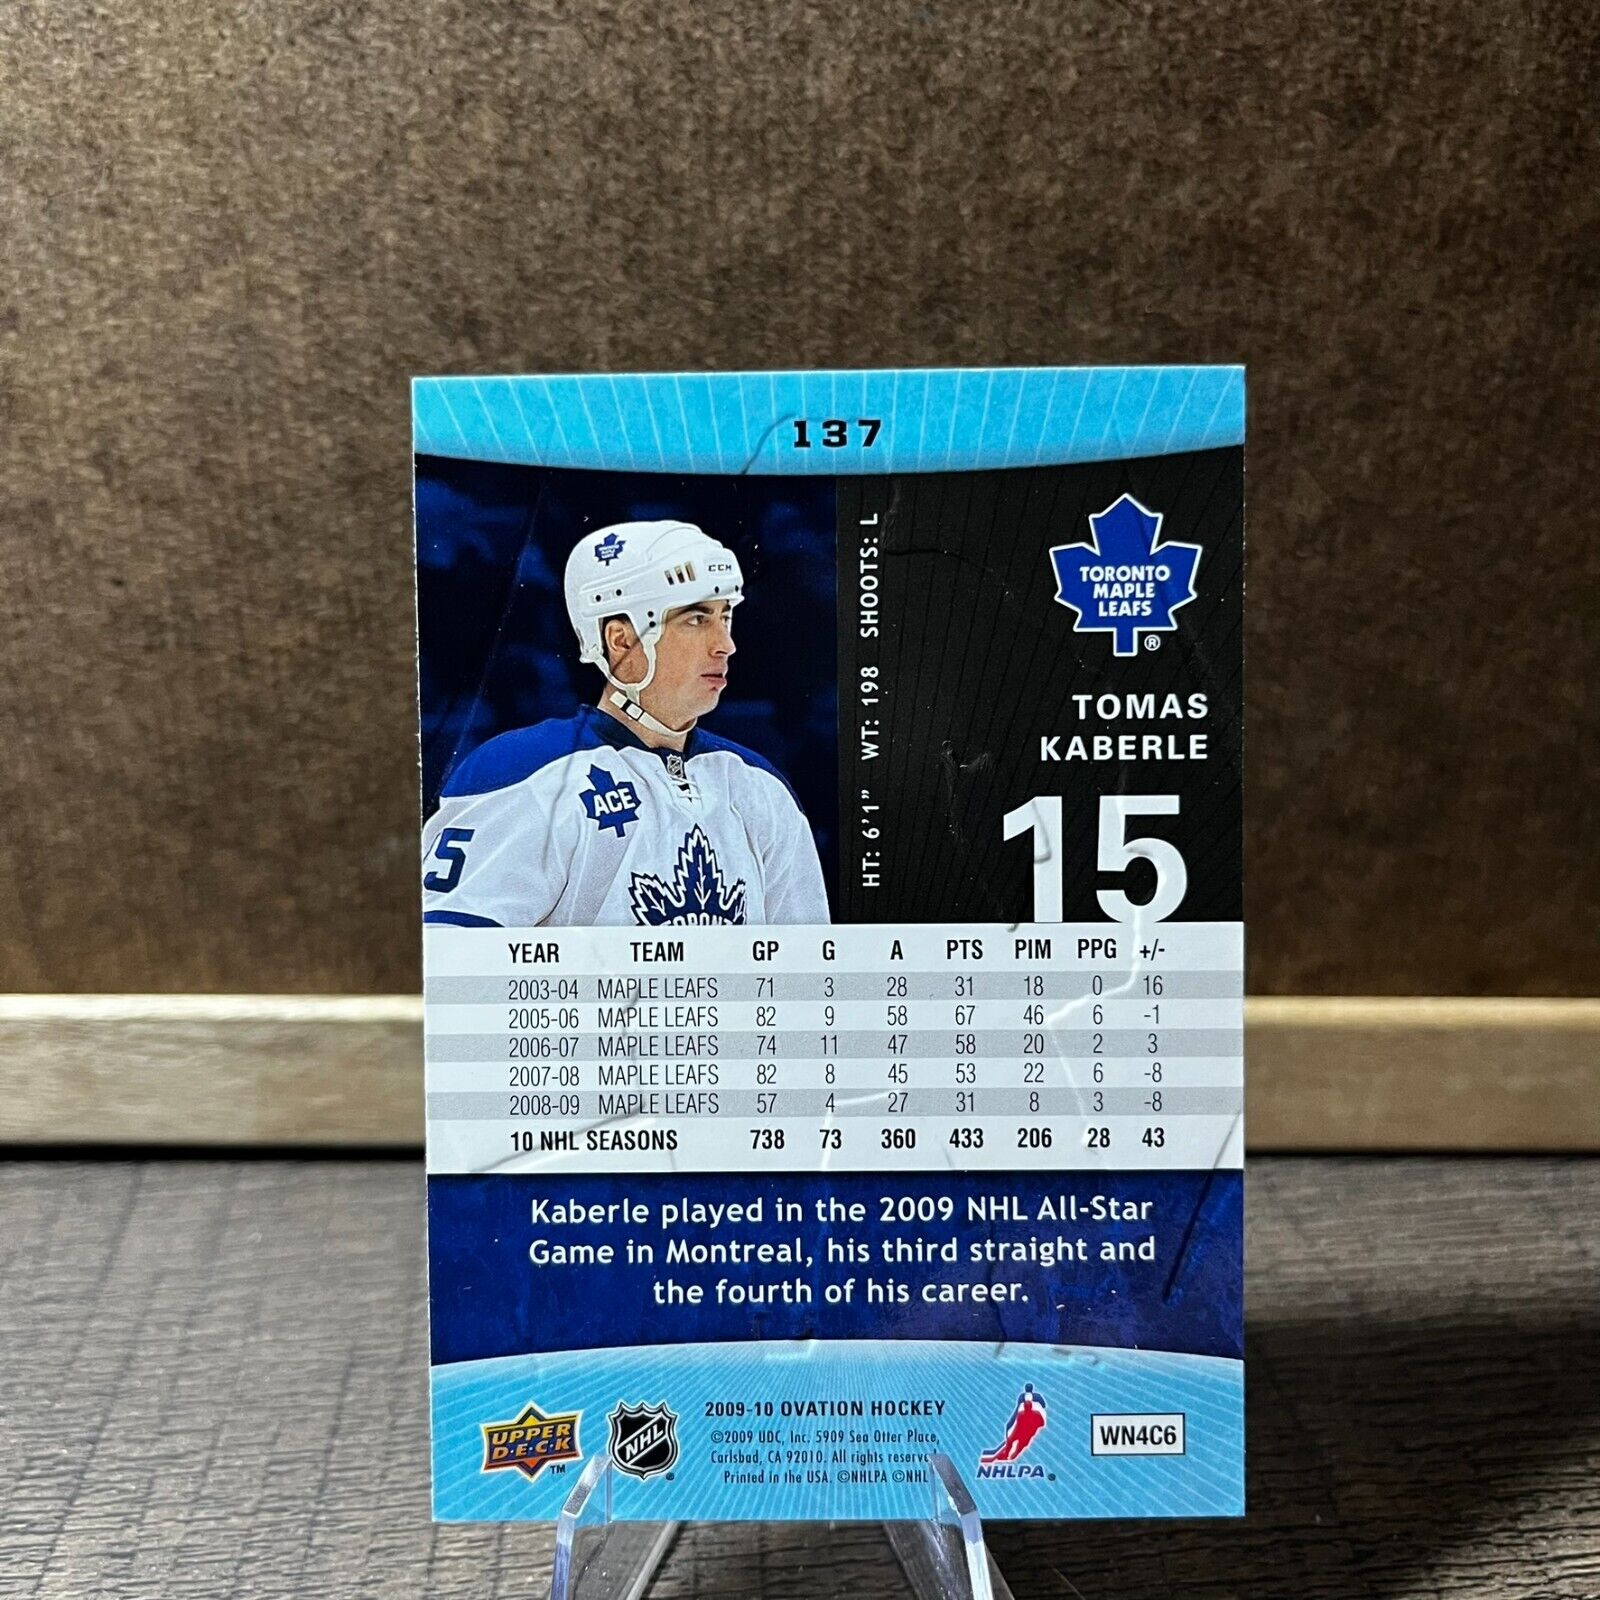 137
TORONTO
MAPLE
LEAFS
®
CCM
HT: 6'1" WT: 198 SHOOTS: L
TOMAS
KABERLE
15
ACE
5
TORONTO
YEAR TEAM GP G A PTS PIM PPG +/-
2003-04 MAPLE LEAFS 71 3 28 31 18 0 16
2005-06 MAPLE LEAFS 82 9 58 67 46 6 -1
2006-07 MAPLE LEAFS 74 11 47 58 20 2 3
2007-08 MAPLE LEAFS 82 8 45 53 22 6 -8
2008-09 MAPLE LEAFS 57 4 27 31 8 3 -8
10 NHL SEASONS 738 73 360 433 206 28 43
Kaberle played in the 2009 NHL All-Star
Game in Montreal, his third straight and
the fourth of his career.
UPPER
D·E·C·K
TM
NHL
®
2009-10 OVATION HOCKEY
©2009 UDC, Inc. 5909 Sea Otter Place,
Carlsbad, CA 92010. All rights reserv
Printed in the USA. ©NHLPA ©NHL
NHLPA®
WN4C6